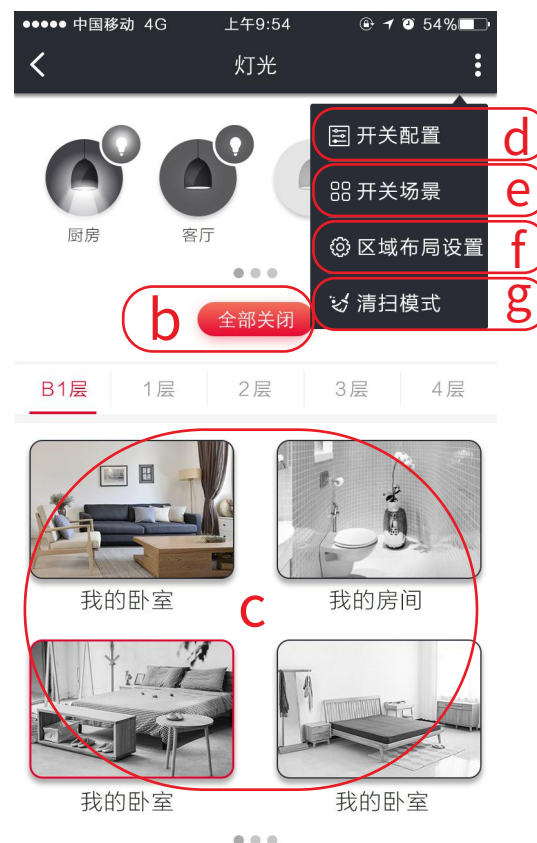 中国移动 4G 上午9:54 54%
灯光
开关配置 d
开关场景 e
区域布局设置 f
清扫模式 g
厨房 客厅
b 全部关闭
B1层 1层 2层 3层 4层
c
我的卧室 我的房间
我的卧室 我的卧室